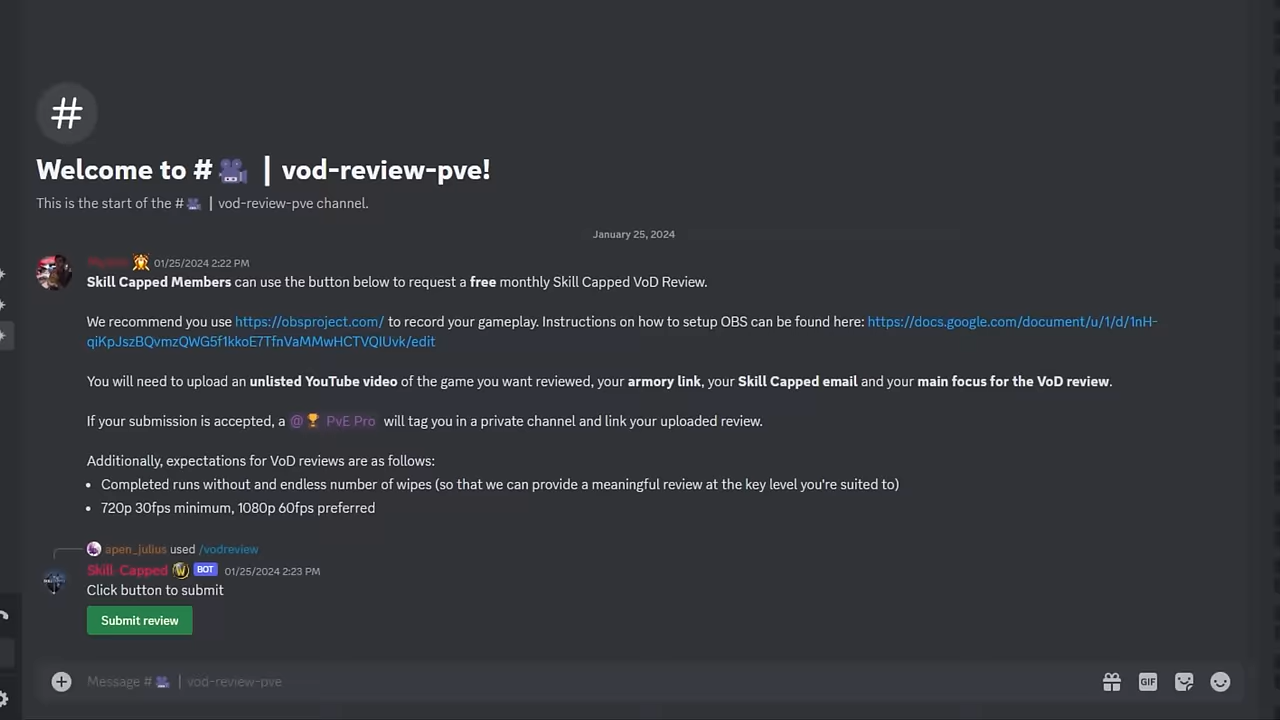 Welcome to # | vod-review-pve!
This is the start of the # | vod-review-pve channel.
January 25, 2024
01/25/2024 2:22 PM
Skill Capped Members can use the button below to request a free monthly Skill Capped VoD Review.
We recommend you use https://obsproject.com/ to record your gameplay. Instructions on how to setup OBS can be found here: https://docs.google.com/document/u/1/d/1nH-
qiKpJszBQvmzQWG5f1kkoE7TfnVaMMwHCTVQIUvk/edit
You will need to upload an unlisted YouTube video of the game you want reviewed, your armory link, your Skill Capped email and your main focus for the VoD review.
If your submission is accepted, a @ PvE Pro will tag you in a private channel and link your uploaded review.
Additionally, expectations for VoD reviews are as follows:
• Completed runs without and endless number of wipes (so that we can provide a meaningful review at the key level you're suited to)
• 720p 30fps minimum, 1080p 60fps preferred
apen_julius used /vodreview
Skill Capped BOT 01/25/2024 2:23 PM
Click button to submit
Submit review
Message # | vod-review-pve
GIF